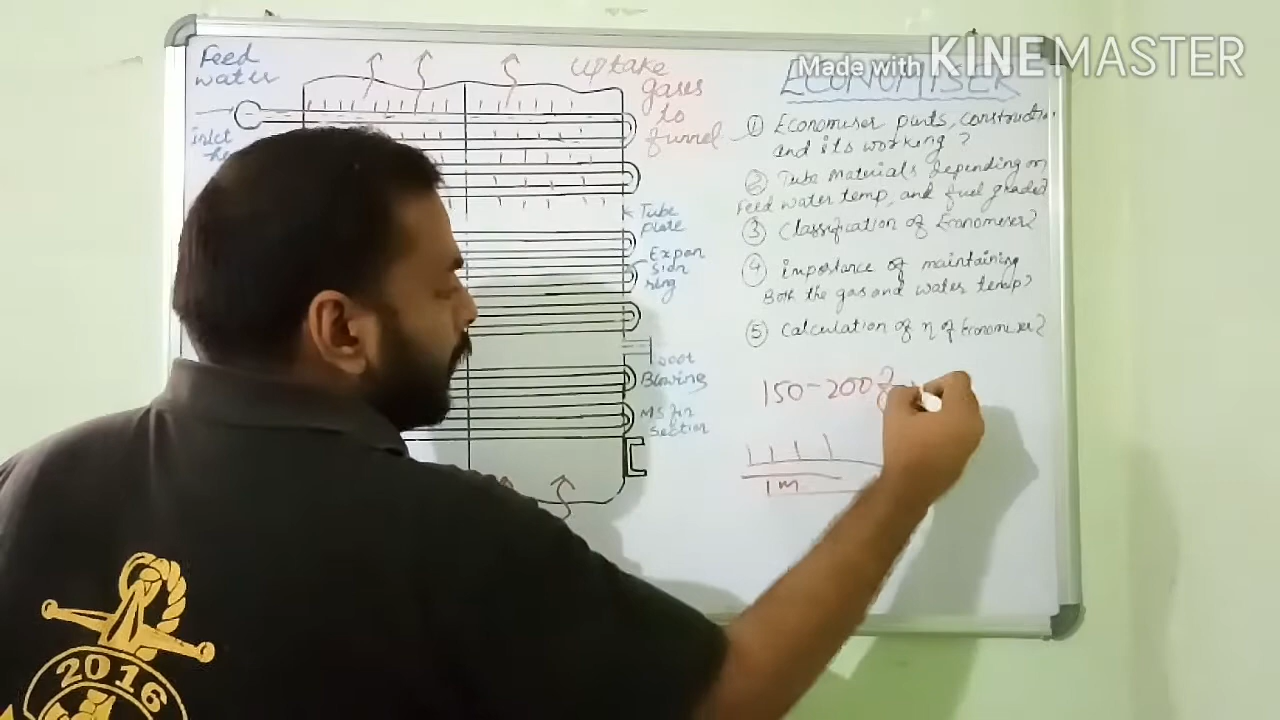 Made with KINEMASTER
ECONOMISER
Feed
water
inlet
uptake
gases
to
funnel
① Economiser parts, construction
and its working?
② Tube Materials depending on
Feed water temp, and fuel grade?
③ Classification of Economiser?
④ importance of maintaining
Both the gas and water temp?
⑤ Calculation of η of Economiser?
Tube
plate
Expan
sion
ring
Soot
Blowing
MS fin
section
150-200
1m
2016